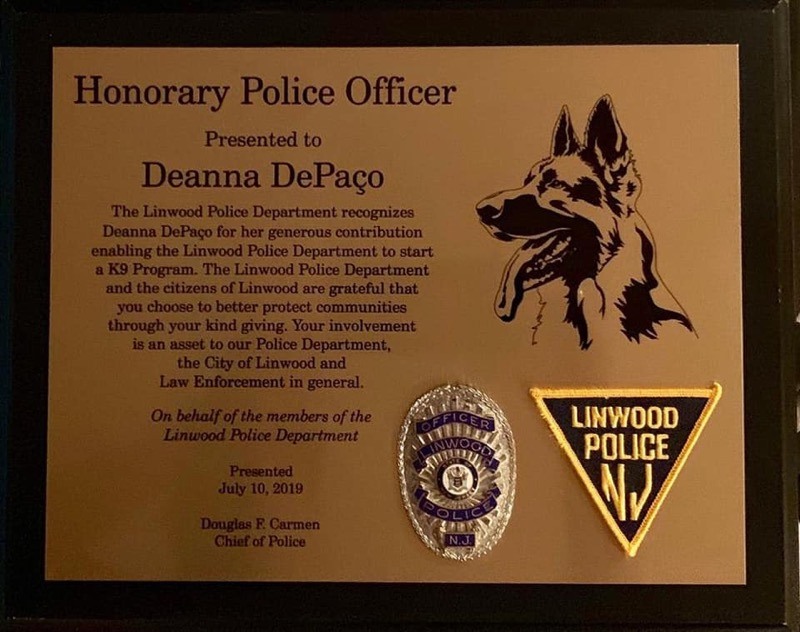 Honorary Police Officer
Presented to
Deanna DePaço
The Linwood Police Department recognizes
Deanna DePaço for her generous contribution
enabling the Linwood Police Department to start
a K9 Program. The Linwood Police Department
and the citizens of Linwood are grateful that
you choose to better protect communities
through your kind giving. Your involvement
is an asset to our Police Department,
the City of Linwood and
Law Enforcement in general.
On behalf of the members of the
Linwood Police Department
Presented
July 10, 2019
Douglas F. Carmen
Chief of Police
OFFICER
LINWOOD
POLICE
N.J.
LINWOOD
POLICE
NJ